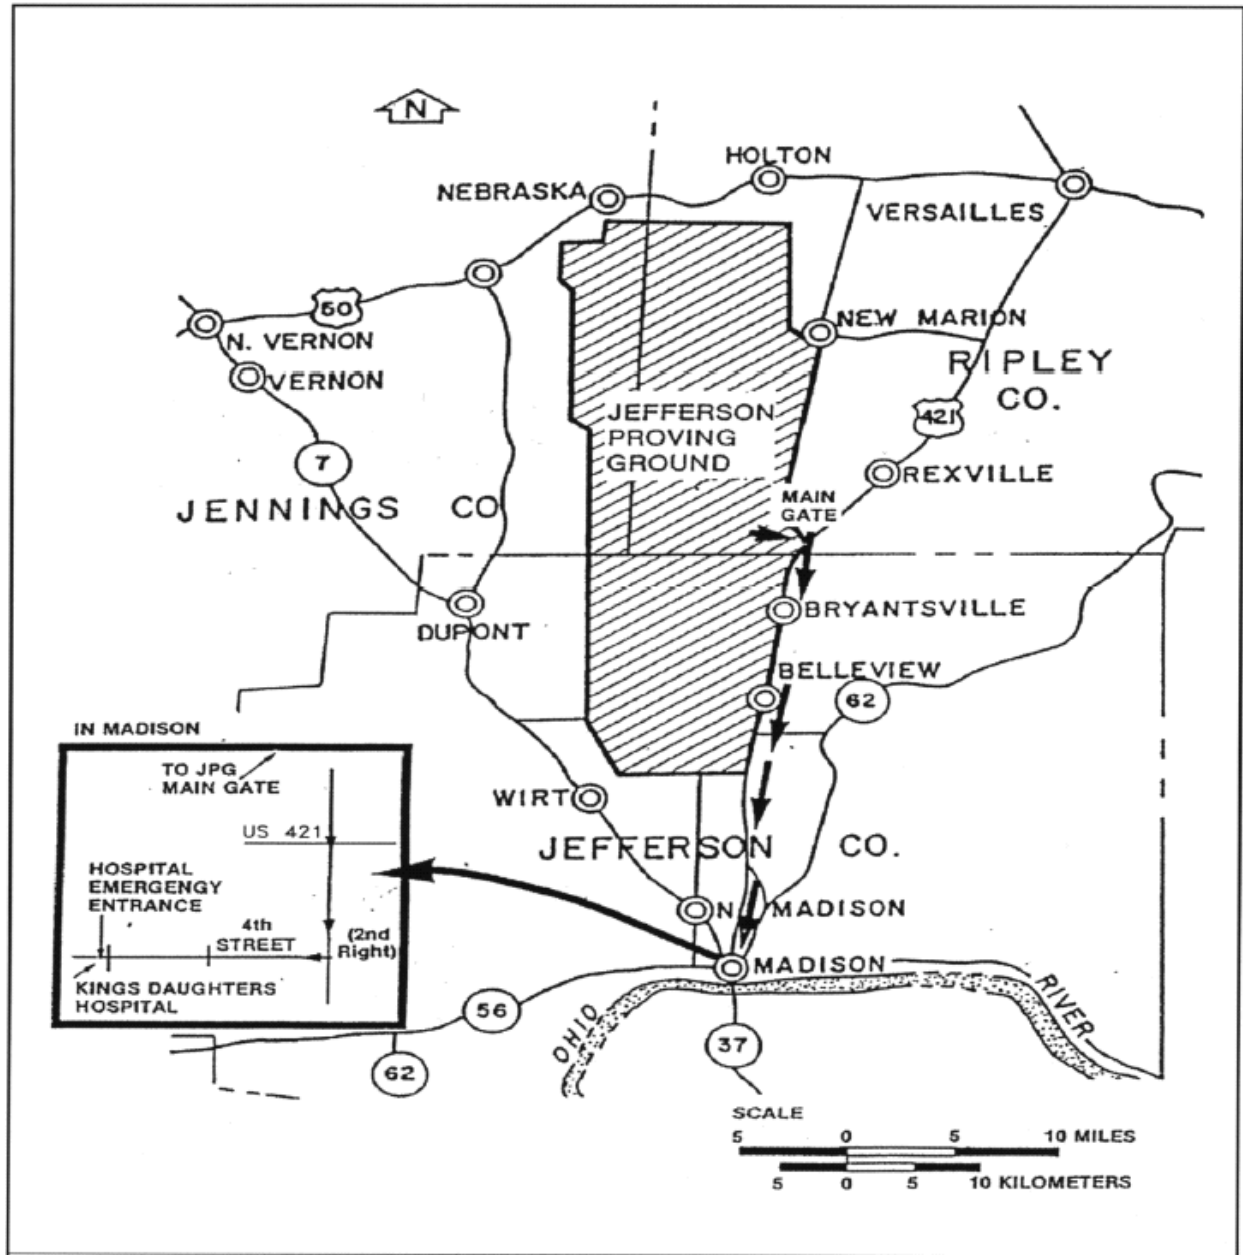 N
HOLTON
NEBRASKA
VERSAILLES
50
N. VERNON
VERNON
NEW MARION
RIPLEY
CO.
421
JEFFERSON
PROVING
GROUND
7
REXVILLE
MAIN
GATE
JENNINGS CO
BRYANTSVILLE
DUPONT
BELLEVIEW
62
IN MADISON
TO JPG
MAIN GATE
US 421
HOSPITAL
EMERGENGY
ENTRANCE
4th
STREET
(2nd
Right)
KINGS DAUGHTERS
HOSPITAL
WIRT
JEFFERSON CO.
N. MADISON
MADISON
56
62
37
OHIO
RIVER
SCALE
5 0 5 10 MILES
5 0 5 10 KILOMETERS